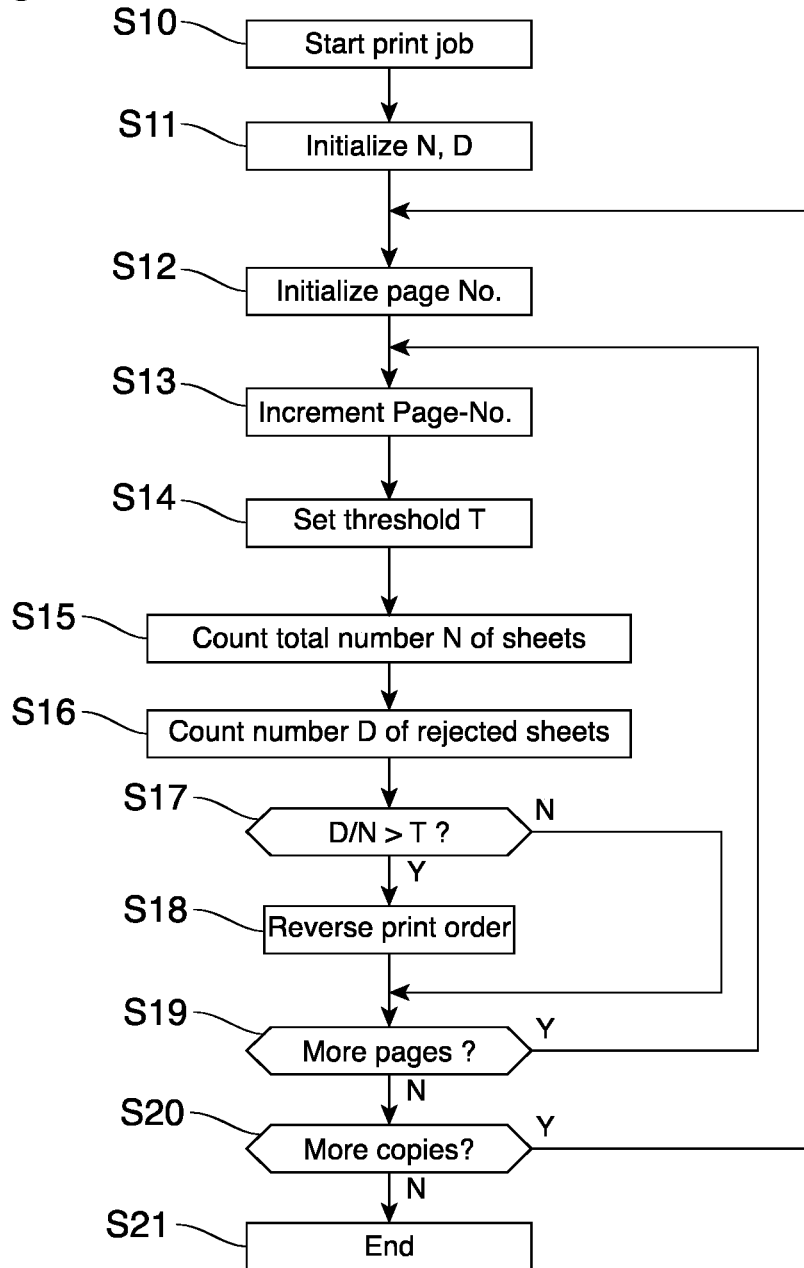 S10
Start print job
S11
Initialize N, D
S12
Initialize page No.
S13
Increment Page-No.
S14
Set threshold T
S15
Count total number N of sheets
S16
Count number D of rejected sheets
S17
D/N > T ?
N
Y
S18
Reverse print order
S19
More pages ?
Y
N
S20
More copies?
Y
N
S21
End